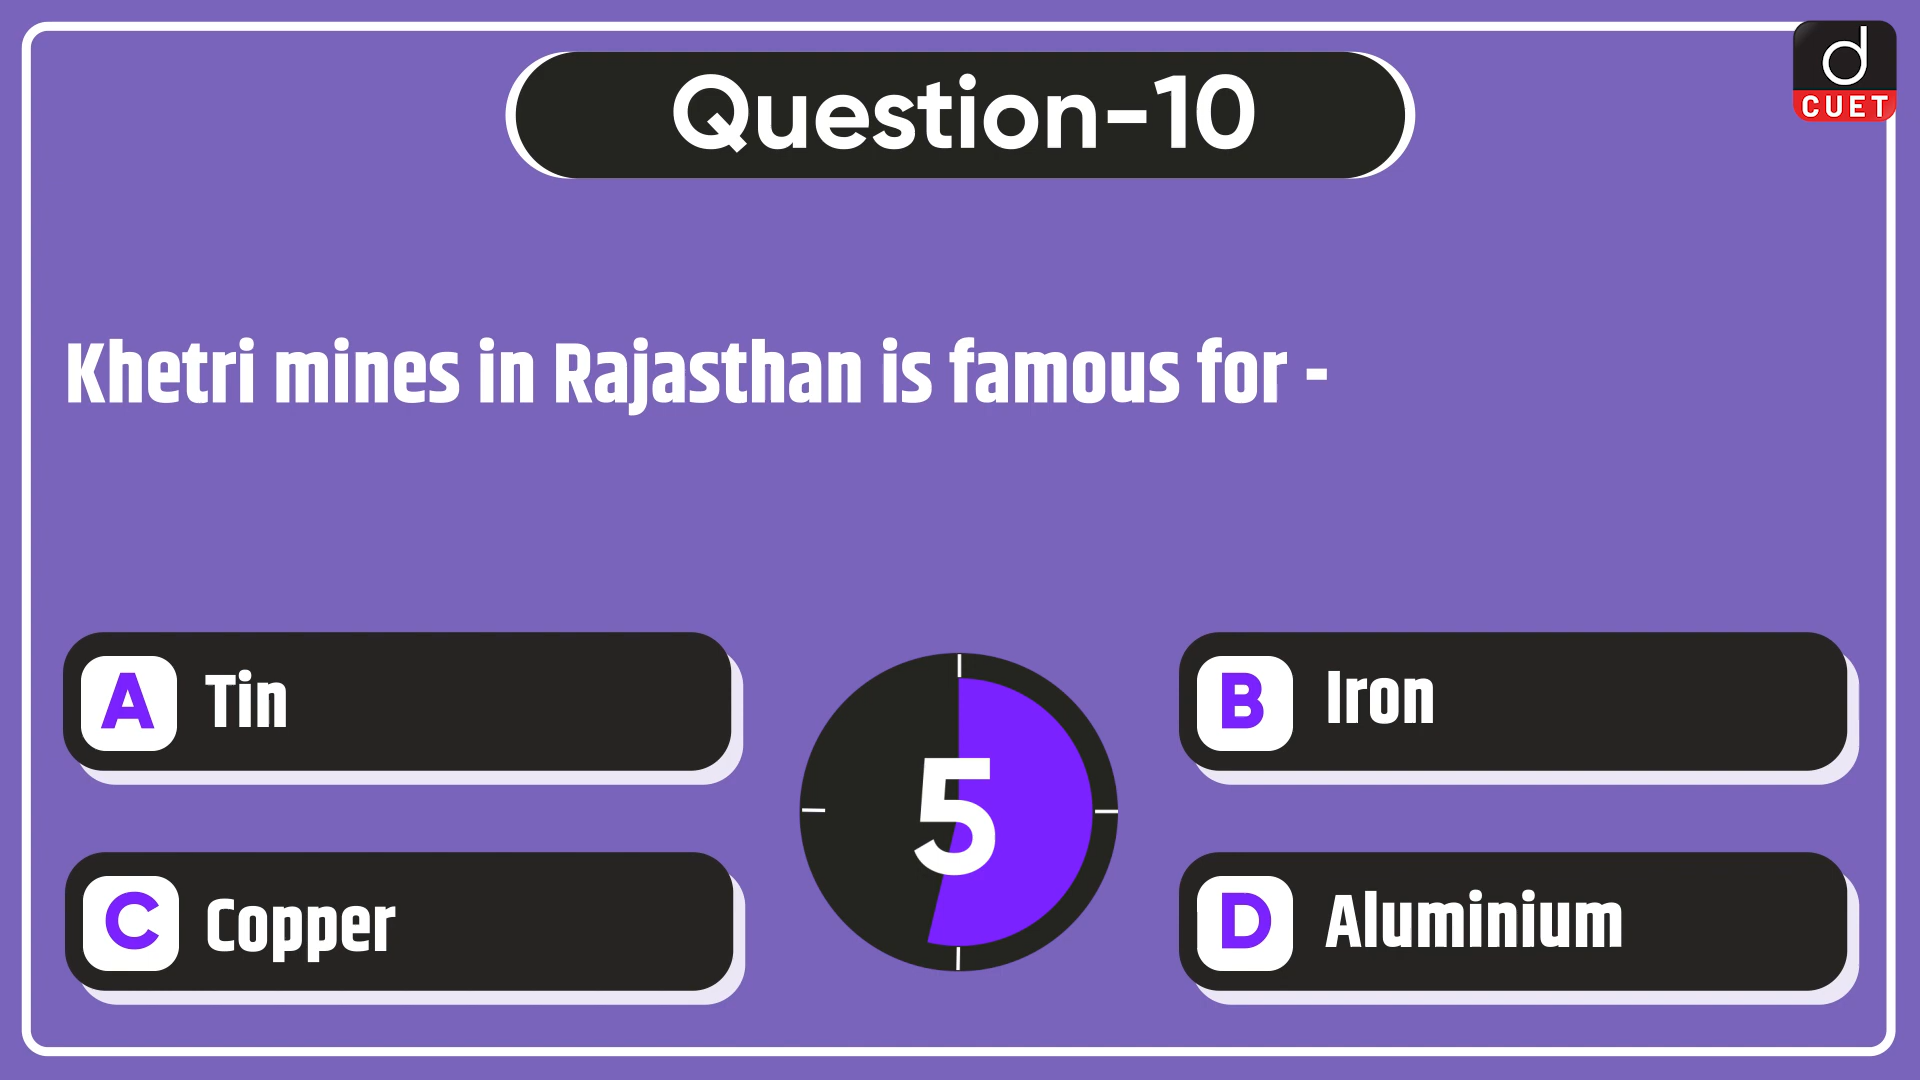 Question-10
d
CUET
Khetri mines in Rajasthan is famous for -
A Tin
B Iron
5
C Copper
D Aluminium